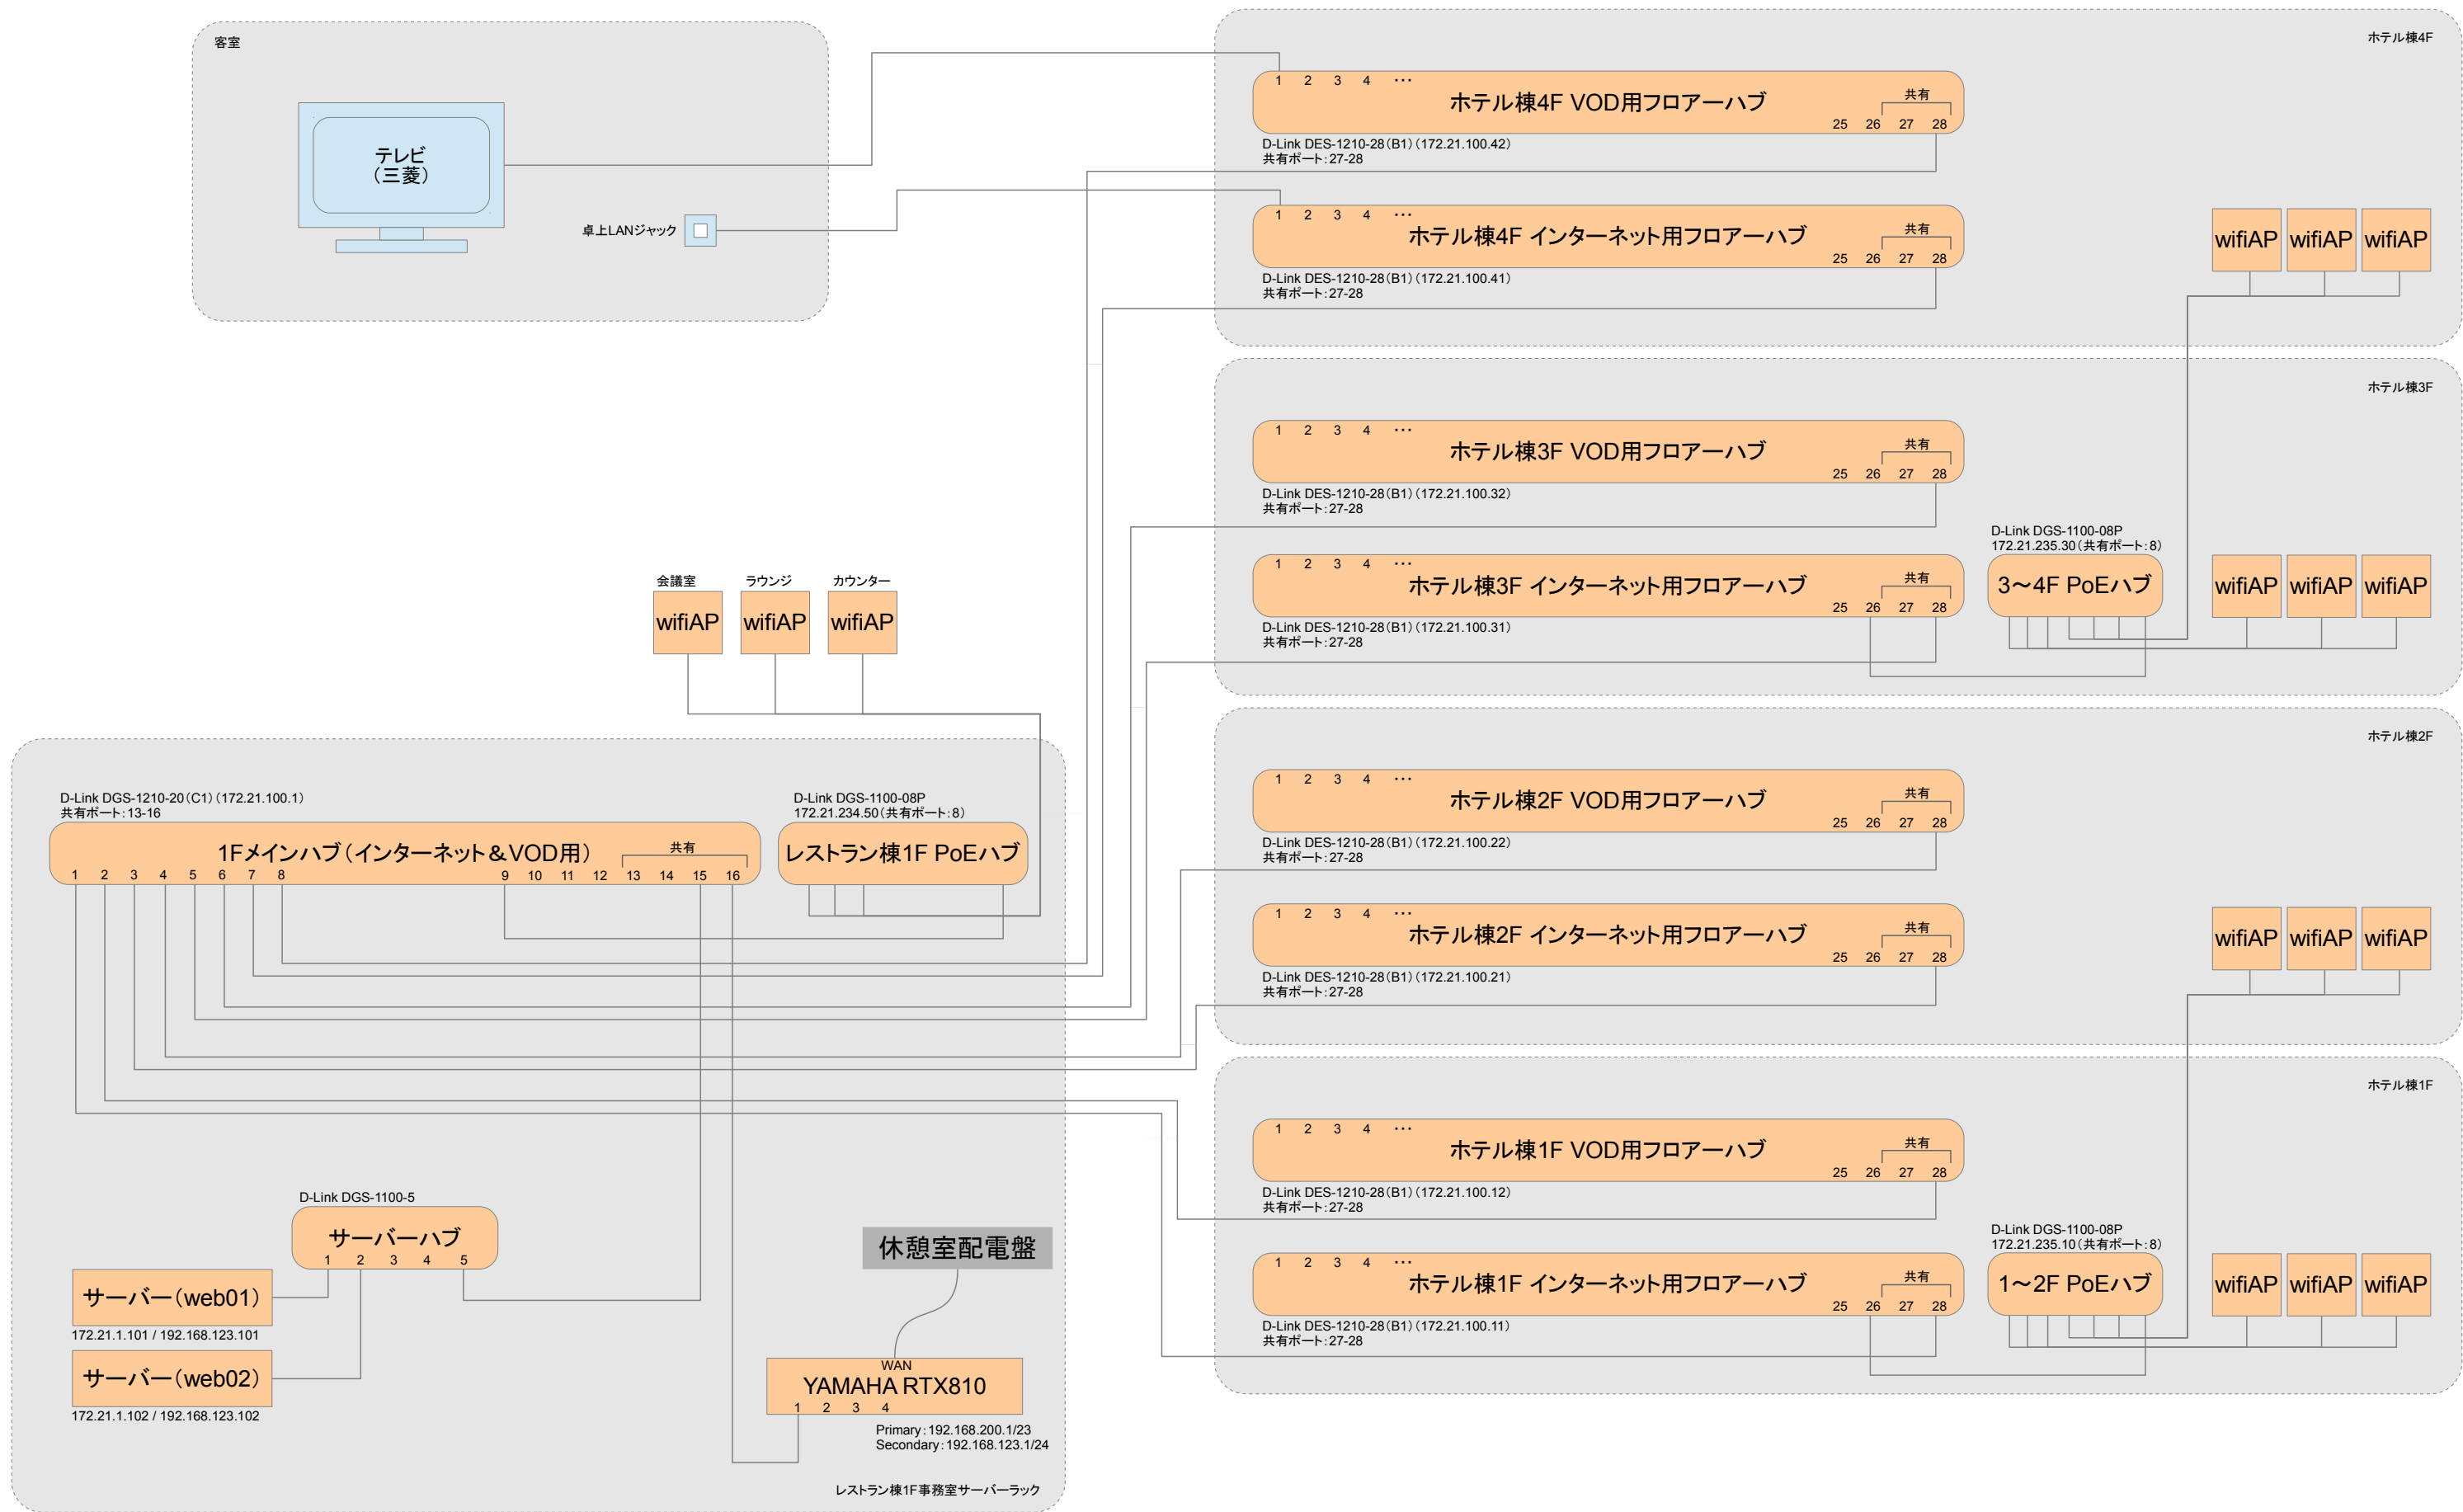 客室
テレビ
（三菱）
卓上LANジャック
ホテル棟4F
1 2 3 4 ・・・
ホテル棟4F VOD用フロアーハブ
共有
25 26 27 28
D-Link DES-1210-28（B1）（172.21.100.42）
共有ポート：27-28
1 2 3 4 ・・・
ホテル棟4F インターネット用フロアーハブ
共有
25 26 27 28
D-Link DES-1210-28（B1）（172.21.100.41）
共有ポート：27-28
wifiAP wifiAP wifiAP
ホテル棟3F
1 2 3 4 ・・・
ホテル棟3F VOD用フロアーハブ
共有
25 26 27 28
D-Link DES-1210-28（B1）（172.21.100.32）
共有ポート：27-28
1 2 3 4 ・・・
ホテル棟3F インターネット用フロアーハブ
共有
25 26 27 28
D-Link DES-1210-28（B1）（172.21.100.31）
共有ポート：27-28
D-Link DGS-1100-08P
172.21.235.30（共有ポート：8）
3～4F PoEハブ
wifiAP wifiAP wifiAP
会議室 ラウンジ カウンター
wifiAP wifiAP wifiAP
ホテル棟2F
1 2 3 4 ・・・
ホテル棟2F VOD用フロアーハブ
共有
25 26 27 28
D-Link DES-1210-28（B1）（172.21.100.22）
共有ポート：27-28
1 2 3 4 ・・・
ホテル棟2F インターネット用フロアーハブ
共有
25 26 27 28
D-Link DES-1210-28（B1）（172.21.100.21）
共有ポート：27-28
wifiAP wifiAP wifiAP
ホテル棟1F
1 2 3 4 ・・・
ホテル棟1F VOD用フロアーハブ
共有
25 26 27 28
D-Link DES-1210-28（B1）（172.21.100.12）
共有ポート：27-28
1 2 3 4 ・・・
ホテル棟1F インターネット用フロアーハブ
共有
25 26 27 28
D-Link DES-1210-28（B1）（172.21.100.11）
共有ポート：27-28
D-Link DGS-1100-08P
172.21.235.10（共有ポート：8）
1～2F PoEハブ
wifiAP wifiAP wifiAP
D-Link DGS-1210-20（C1）（172.21.100.1）
共有ポート：13-16
1Fメインハブ（インターネット＆VOD用）
共有
1 2 3 4 5 6 7 8 9 10 11 12 13 14 15 16
D-Link DGS-1100-08P
172.21.234.50（共有ポート：8）
レストラン棟1F PoEハブ
D-Link DGS-1100-5
サーバーハブ
1 2 3 4 5
サーバー（web01）
172.21.1.101 / 192.168.123.101
サーバー（web02）
172.21.1.102 / 192.168.123.102
休憩室配電盤
WAN
YAMAHA RTX810
1 2 3 4
Primary：192.168.200.1/23
Secondary：192.168.123.1/24
レストラン棟1F事務室サーバーラック